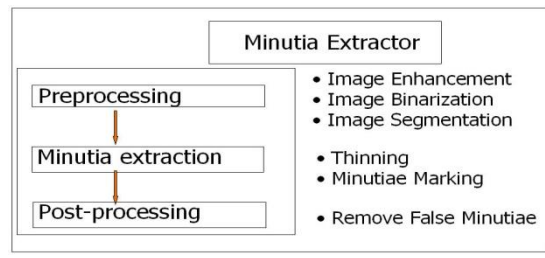 Minutia Extractor
Preprocessing
• Image Enhancement
• Image Binarization
• Image Segmentation
Minutia extraction
• Thinning
• Minutiae Marking
Post-processing
• Remove False Minutiae